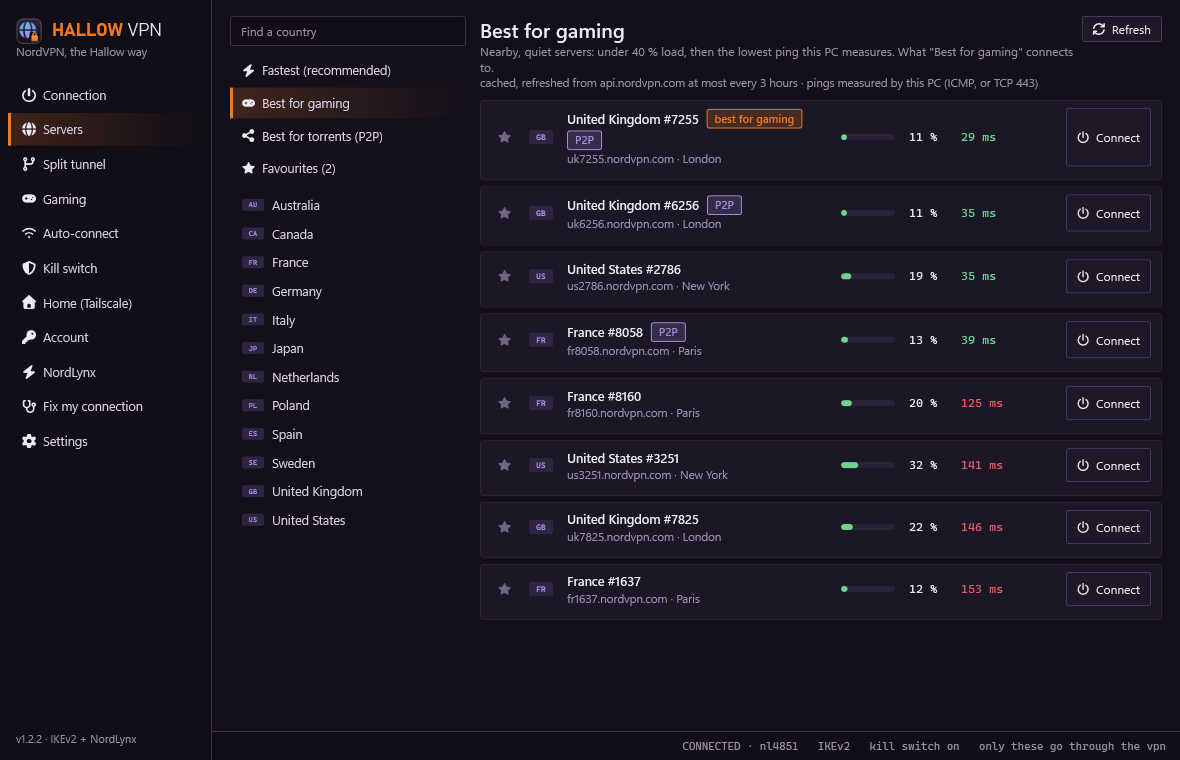 HALLOW VPN
NordVPN, the Hallow way
Connection
Servers
Split tunnel
Gaming
Auto-connect
Kill switch
Home (Tailscale)
Account
NordLynx
Fix my connection
Settings
v1.2.2 · IKEv2 + NordLynx
Find a country
Fastest (recommended)
Best for gaming
Best for torrents (P2P)
Favourites (2)
AU Australia
CA Canada
FR France
DE Germany
IT Italy
JP Japan
NL Netherlands
PL Poland
ES Spain
SE Sweden
GB United Kingdom
US United States
Best for gaming
Refresh
Nearby, quiet servers: under 40 % load, then the lowest ping this PC measures. What "Best for gaming" connects
to.
cached, refreshed from api.nordvpn.com at most every 3 hours · pings measured by this PC (ICMP, or TCP 443)
United Kingdom #7255 best for gaming
GB P2P 11 % 29 ms Connect
uk7255.nordvpn.com · London
United Kingdom #6256 P2P
GB 11 % 35 ms Connect
uk6256.nordvpn.com · London
United States #2786
US 19 % 35 ms Connect
us2786.nordvpn.com · New York
France #8058 P2P
FR 13 % 39 ms Connect
fr8058.nordvpn.com · Paris
France #8160
FR 20 % 125 ms Connect
fr8160.nordvpn.com · Paris
United States #3251
US 32 % 141 ms Connect
us3251.nordvpn.com · New York
United Kingdom #7825
GB 22 % 146 ms Connect
uk7825.nordvpn.com · London
France #1637
FR 12 % 153 ms Connect
fr1637.nordvpn.com · Paris
CONNECTED · nl4851 IKEv2 kill switch on only these go through the vpn